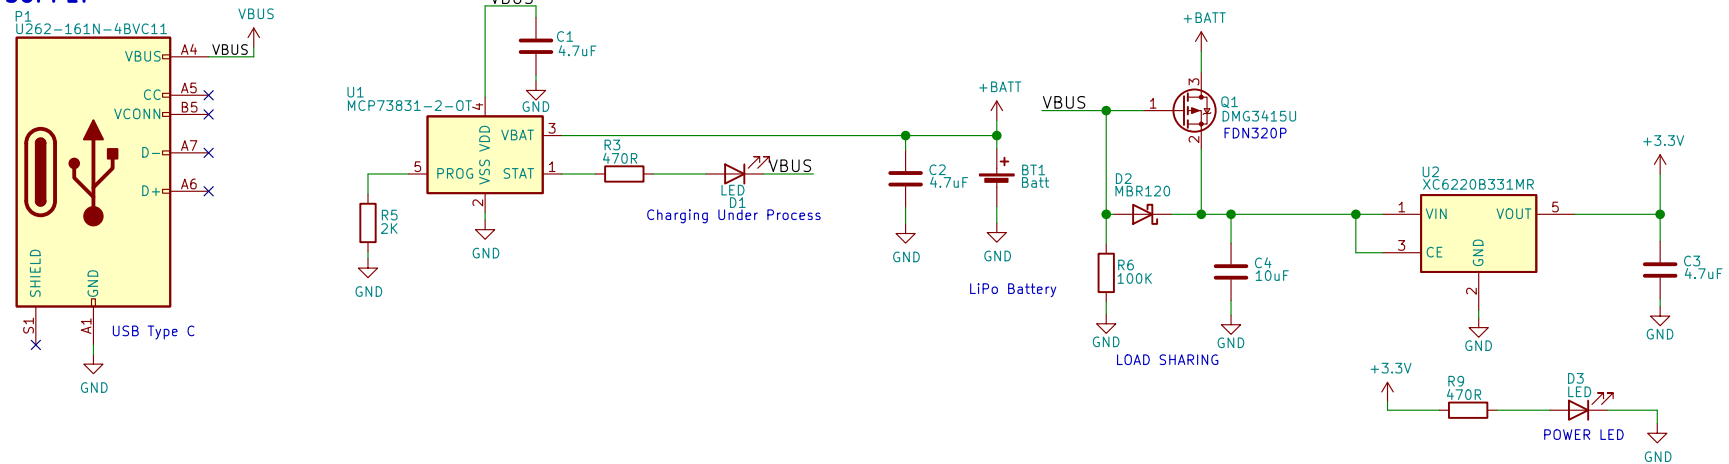 P1
U262-161N-4BVC11
VBUS
A4
VBUS
VBUS
CC
A5
VCONN
B5
D-
A7
D+
A6
SHIELD
GND
S1
A1
USB Type C
GND
VBUS
C1
4.7uF
GND
U1
MCP73831-2-OT
4
VDD
VBAT
3
5
PROG
STAT
1
VSS
2
GND
R5
2K
GND
R3
470R
LED
D1
VBUS
Charging Under Process
C2
4.7uF
GND
+BATT
+
BT1
Batt
GND
LiPo Battery
VBUS
+BATT
3
1
2
Q1
DMG3415U
FDN320P
D2
MBR120
R6
100K
GND
C4
10uF
GND
LOAD SHARING
U2
XC6220B331MR
1
VIN
VOUT
5
3
CE
GND
2
GND
+3.3V
C3
4.7uF
GND
+3.3V
R9
470R
D3
LED
POWER LED
GND